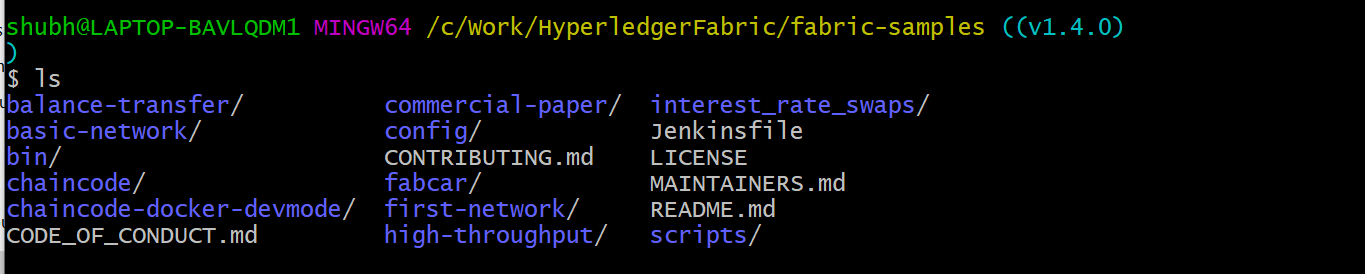 shubh@LAPTOP-BAVLQDM1 MINGW64 /c/Work/HyperledgerFabric/fabric-samples ((v1.4.0)
)
$ ls
balance-transfer/ commercial-paper/ interest_rate_swaps/
basic-network/ config/ Jenkinsfile
bin/ CONTRIBUTING.md LICENSE
chaincode/ fabcar/ MAINTAINERS.md
chaincode-docker-devmode/ first-network/ README.md
CODE_OF_CONDUCT.md high-throughput/ scripts/